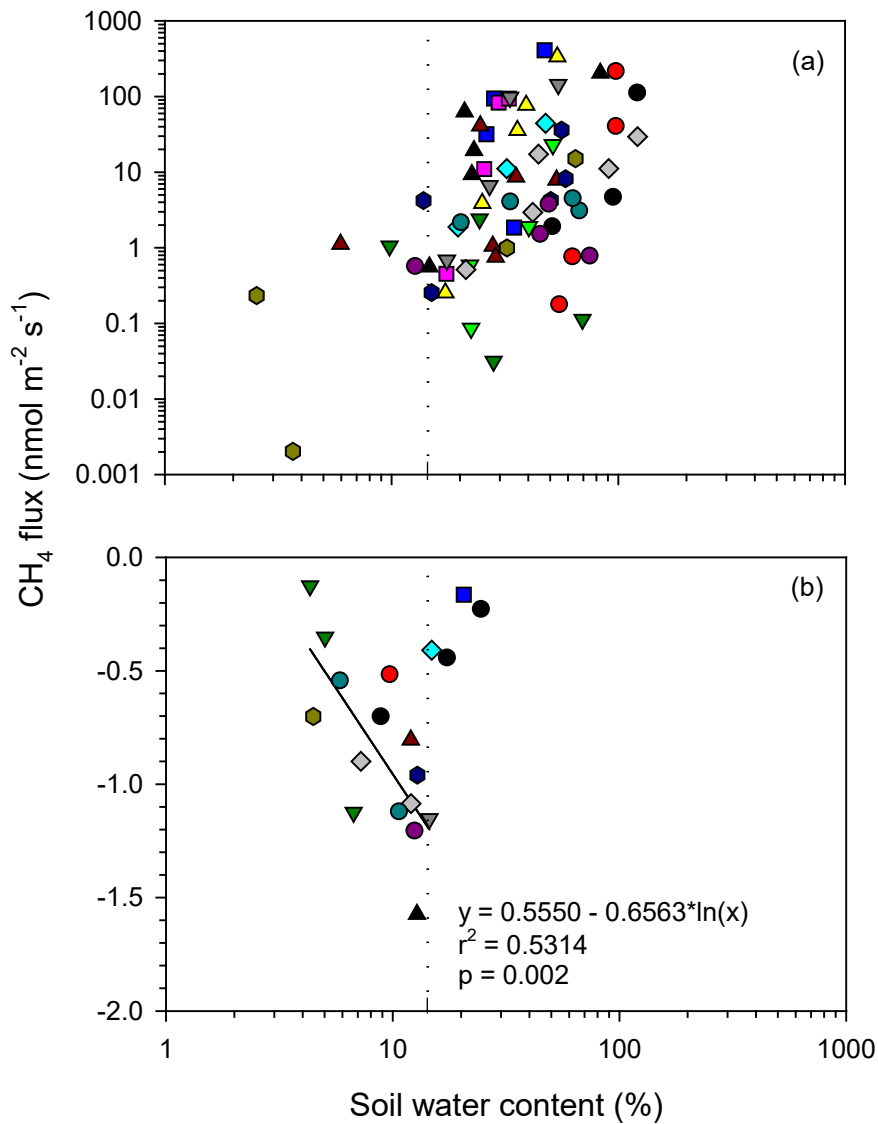 1000
100
10
1
0.1
0.01
0.001
(a)
CH₄ flux (nmol m⁻² s⁻¹)
0.0
-0.5
-1.0
-1.5
-2.0
(b)
y = 0.5550 - 0.6563*ln(x)
r² = 0.5314
p = 0.002
1 10 100 1000
Soil water content (%)